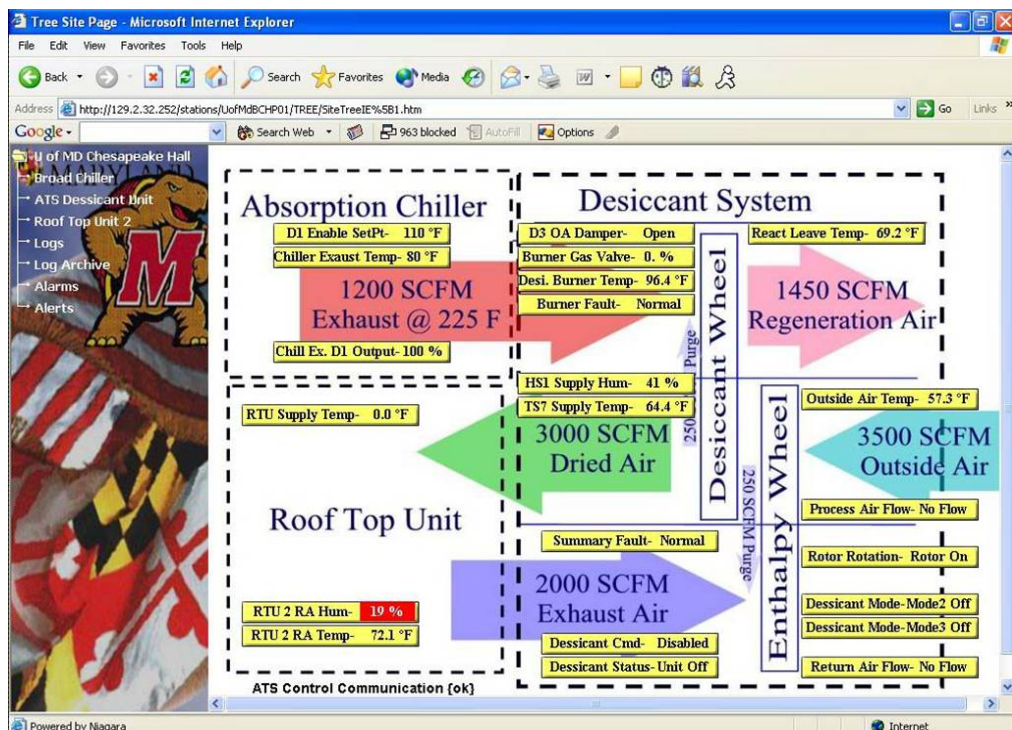 Tree Site Page - Microsoft Internet Explorer
File Edit View Favorites Tools Help
Back Search Favorites Media
Address http://129.2.32.252/stations/UofMdBCHP01/TREE/SiteTreeIE%5B1.htm Go Links »
Google Search Web 963 blocked AutoFill Options
U of MD Chesapeake Hall
Broad Chiller
ATS Dessicant Unit
Roof Top Unit 2
Logs
Log Archive
Alarms
Alerts
M
Absorption Chiller
D1 Enable SetPt- 110 °F
Chiller Exaust Temp- 80 °F
1200 SCFM
Exhaust @ 225 F
Chill Ex. D1 Output- 100 %
Desiccant System
D3 OA Damper- Open
Burner Gas Valve- 0. %
Desi. Burner Temp- 96.4 °F
Burner Fault- Normal
React Leave Temp- 69.2 °F
1450 SCFM
Regeneration Air
Desiccant Wheel
Purge
250
HS1 Supply Hum- 41 %
TS7 Supply Temp- 64.4 °F
3000 SCFM
Dried Air
Outside Air Temp- 57.3 °F
3500 SCFM
Outside Air
Enthalpy Wheel
250 SCFM Purge
Process Air Flow- No Flow
Rotor Rotation- Rotor On
Dessicant Mode-Mode2 Off
Dessicant Mode-Mode3 Off
Return Air Flow- No Flow
RTU Supply Temp- 0.0 °F
Roof Top Unit
RTU 2 RA Hum- 19 %
RTU 2 RA Temp- 72.1 °F
Summary Fault- Normal
2000 SCFM
Exhaust Air
Dessicant Cmd- Disabled
Dessicant Status-Unit Off
ATS Control Communication {ok}
Powered by Niagara Internet